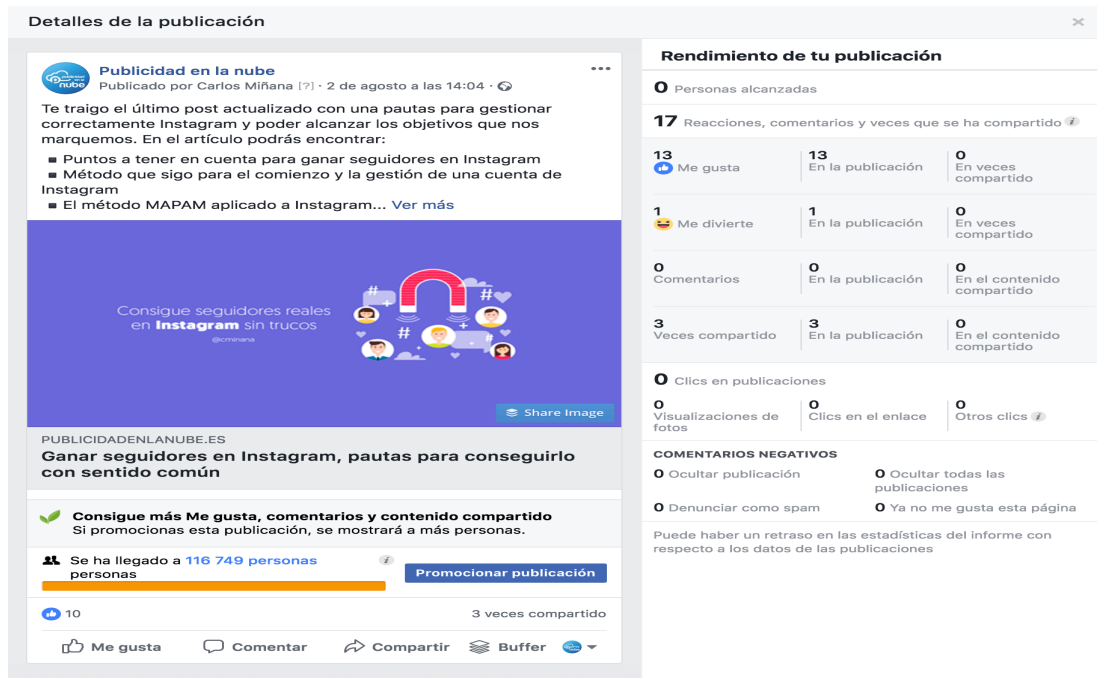 Detalles de la publicación
×
Publicidad en la nube
Publicado por Carlos Miñana [?] · 2 de agosto a las 14:04 ·
Te traigo el último post actualizado con una pautas para gestionar
correctamente Instagram y poder alcanzar los objetivos que nos
marquemos. En el artículo podrás encontrar:
Puntos a tener en cuenta para ganar seguidores en Instagram
Método que sigo para el comienzo y la gestión de una cuenta de
Instagram
El método MAPAM aplicado a Instagram... Ver más
Consigue seguidores reales
en Instagram sin trucos
@cminana
Share Image
PUBLICIDADENLANUBE.ES
Ganar seguidores en Instagram, pautas para conseguirlo
con sentido común
Consigue más Me gusta, comentarios y contenido compartido
Si promocionas esta publicación, se mostrará a más personas.
Se ha llegado a 116 749 personas
personas
Promocionar publicación
10
3 veces compartido
Me gusta Comentar Compartir Buffer
Rendimiento de tu publicación
0 Personas alcanzadas
17 Reacciones, comentarios y veces que se ha compartido
13 13 0
Me gusta En la publicación En veces
compartido
1 1 0
Me divierte En la publicación En veces
compartido
0 0 0
Comentarios En la publicación En el contenido
compartido
3 3 0
Veces compartido En la publicación En el contenido
compartido
0 Clics en publicaciones
0 0 0
Visualizaciones de Clics en el enlace Otros clics
fotos
COMENTARIOS NEGATIVOS
0 Ocultar publicación 0 Ocultar todas las
publicaciones
0 Denunciar como spam 0 Ya no me gusta esta página
Puede haber un retraso en las estadísticas del informe con
respecto a los datos de las publicaciones